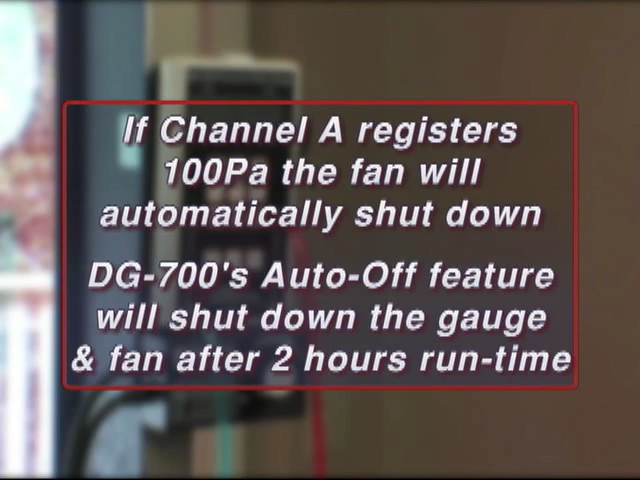 If Channel A registers
100Pa the fan will
automatically shut down
DG-700's Auto-Off feature
will shut down the gauge
& fan after 2 hours run-time